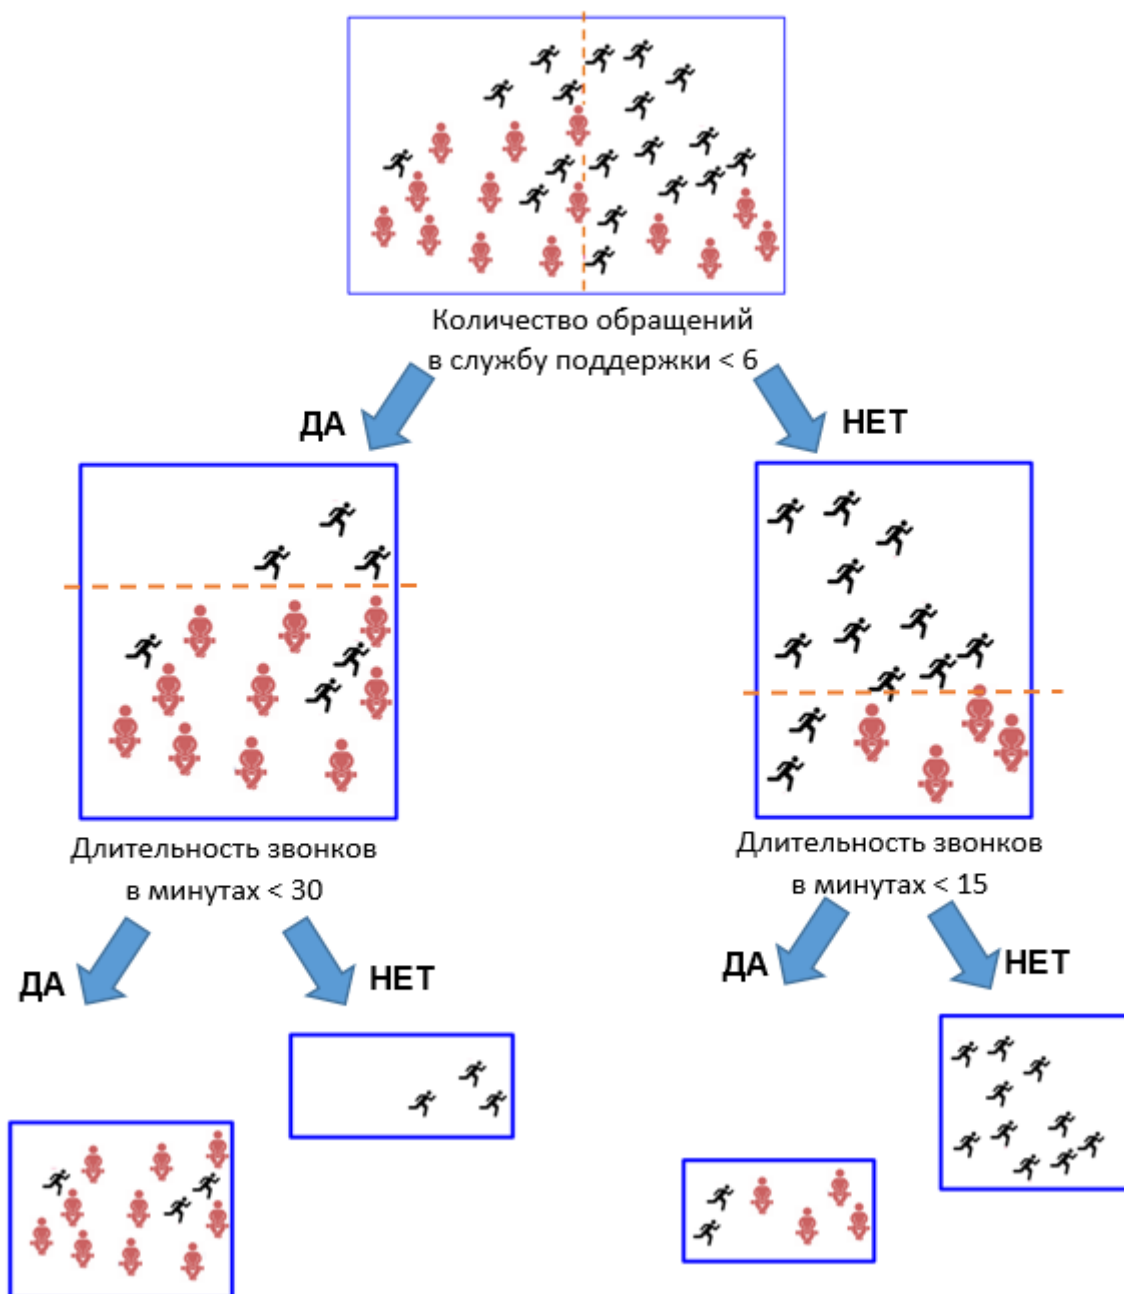 Количество обращений
в службу поддержки < 6
ДА
НЕТ
Длительность звонков
в минутах < 30
Длительность звонков
в минутах < 15
ДА
НЕТ
ДА
НЕТ